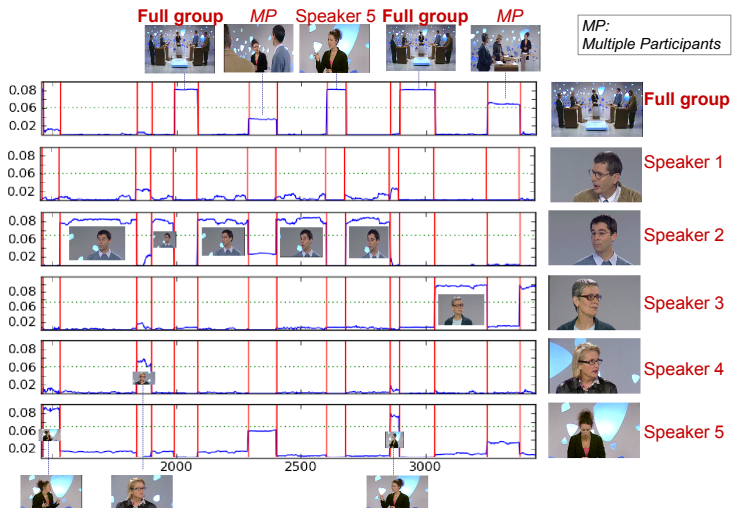 Full group MP Speaker 5 Full group MP
MP:
Multiple Participants
0.08
0.06
0.02
Full group
0.08
0.06
0.02
Speaker 1
0.08
0.06
0.02
Speaker 2
0.08
0.06
0.02
Speaker 3
0.08
0.06
0.02
Speaker 4
0.08
0.06
0.02
Speaker 5
2000 2500 3000